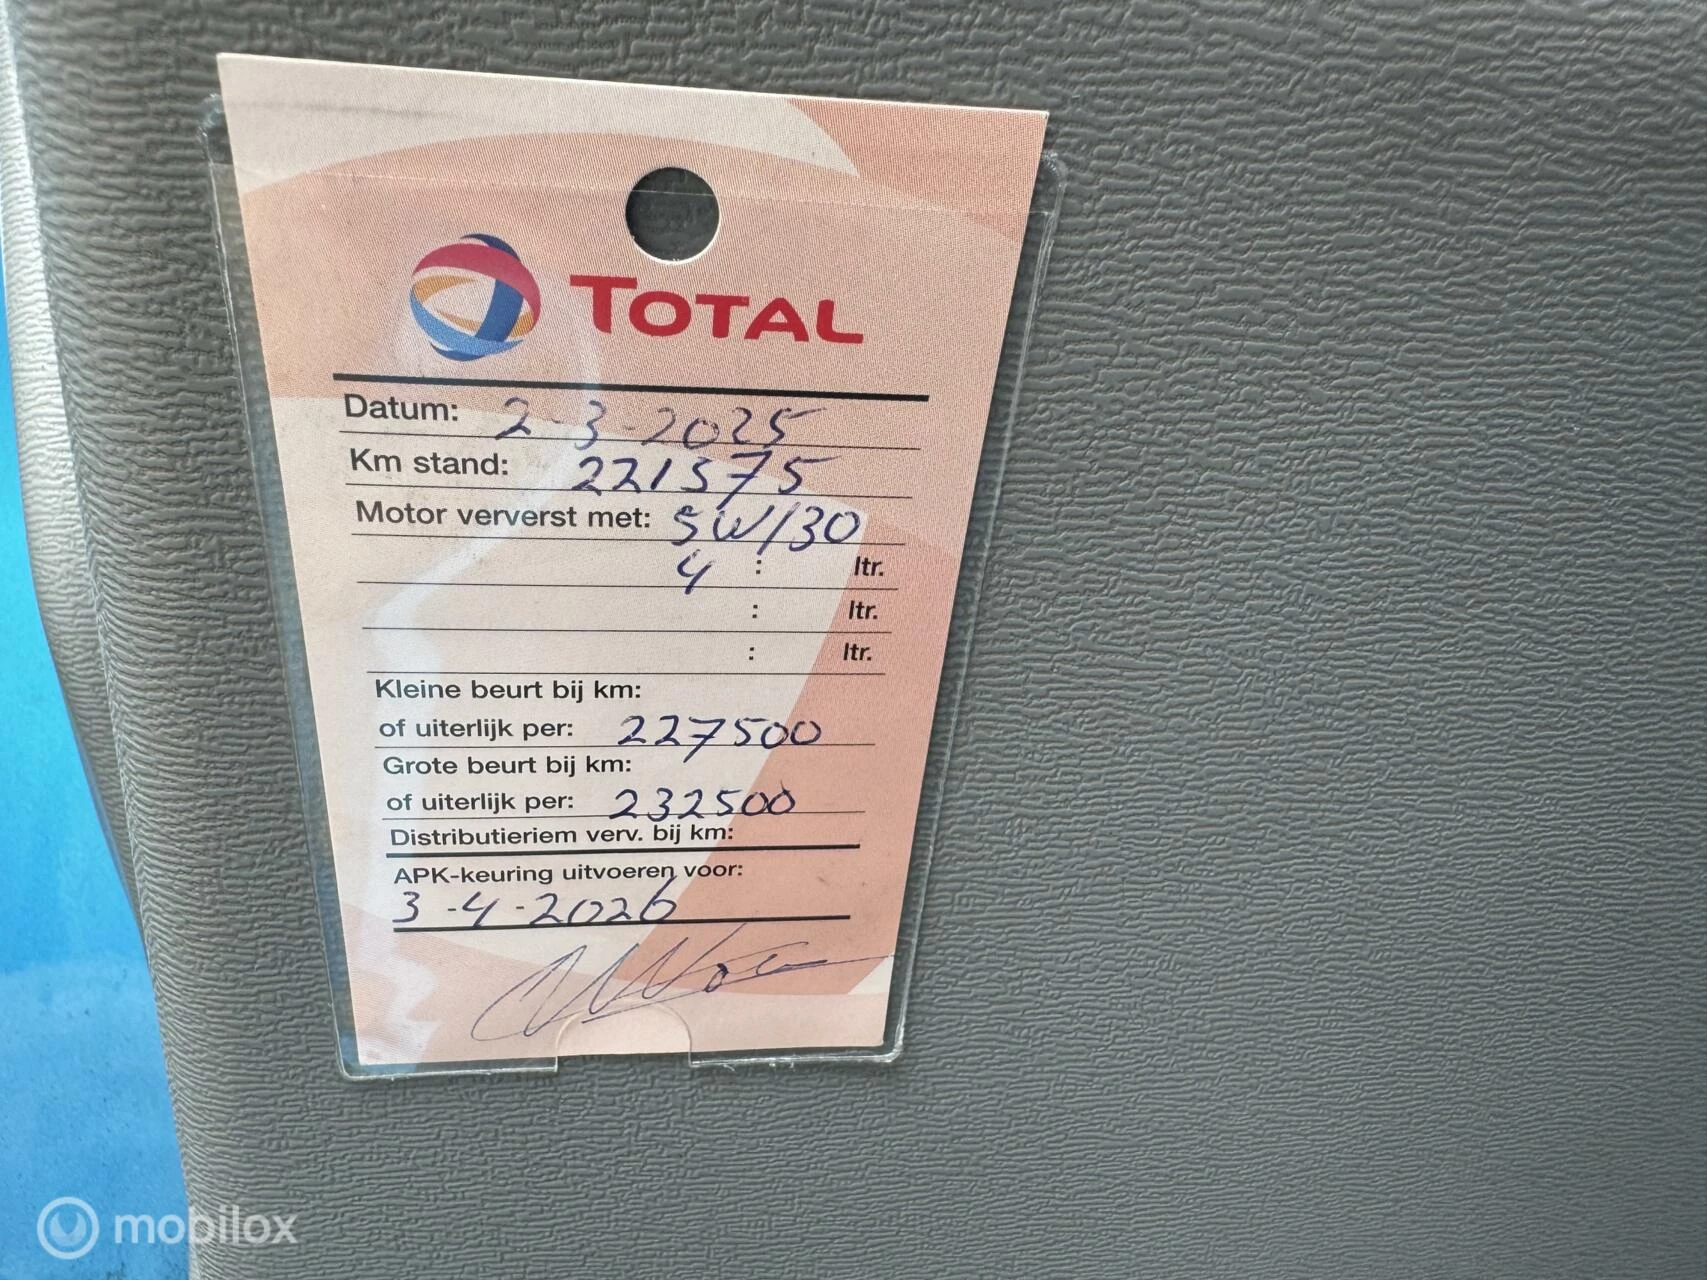 TOTAL
Datum: 2-3-2025
Km stand: 221375
Motor ververst met: 5W/30
4 : ltr.
: ltr.
: ltr.
Kleine beurt bij km:
of uiterlijk per: 227500
Grote beurt bij km:
of uiterlijk per: 232500
Distributieriem verv. bij km:
APK-keuring uitvoeren voor:
3-4-2026
mobilox